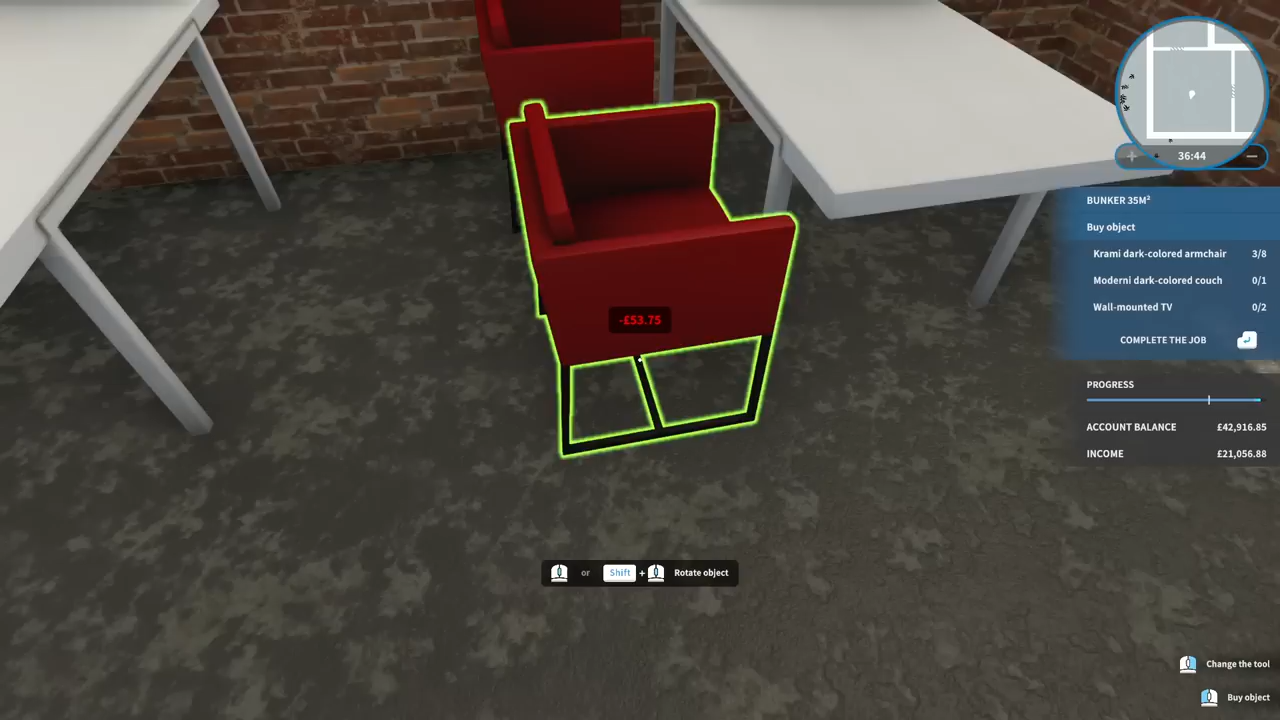 36:44
BUNKER 35M²
Buy object
Krami dark-colored armchair 3/8
Moderni dark-colored couch 0/1
Wall-mounted TV 0/2
COMPLETE THE JOB
PROGRESS
ACCOUNT BALANCE £42,916.85
INCOME £21,056.88
-£53.75
or Shift + Rotate object
Change the tool
Buy object